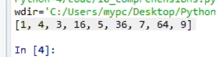 wdir='C:/Users/mypc/Desktop/Python
[1, 4, 3, 16, 5, 36, 7, 64, 9]
In [4]: